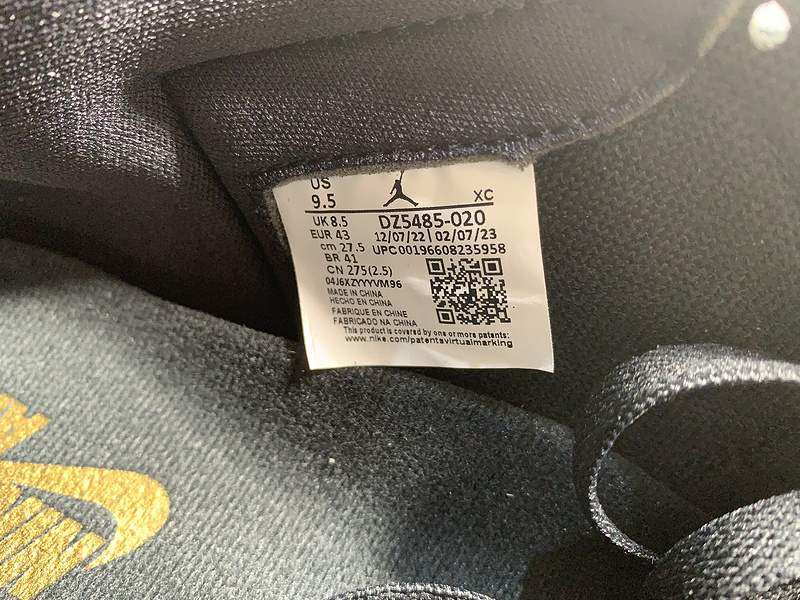 US
9.5 XC
UK 8.5 DZ5485-020
EUR 43 12/07/22 | 02/07/23
cm 27.5 UPC00196608235958
BR 41
CN 275(2.5)
04J6XZYYYVM96
MADE IN CHINA
HECHO EN CHINA
FABRIQUE EN CHINE
FABRICADO NA CHINA
This product is covered by one or more patents:
www.nike.com/patentsvirtualmarking